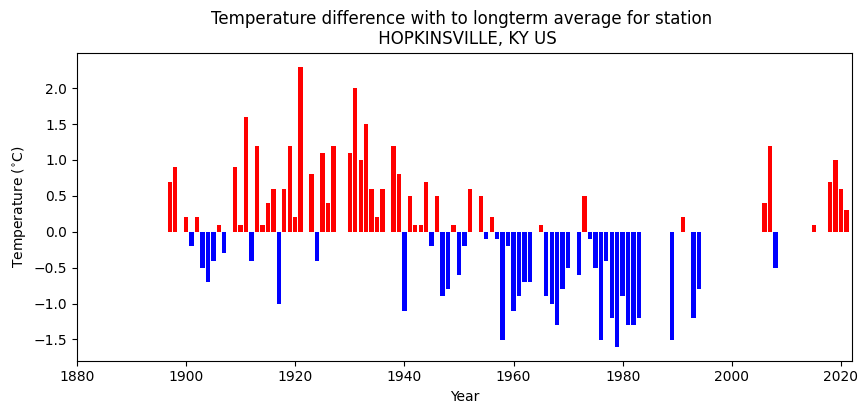 Temperature difference with to longterm average for station
HOPKINSVILLE, KY US
2.0
1.5
1.0
0.5
0.0
−0.5
−1.0
−1.5
Temperature (°C)
1880 1900 1920 1940 1960 1980 2000 2020
Year